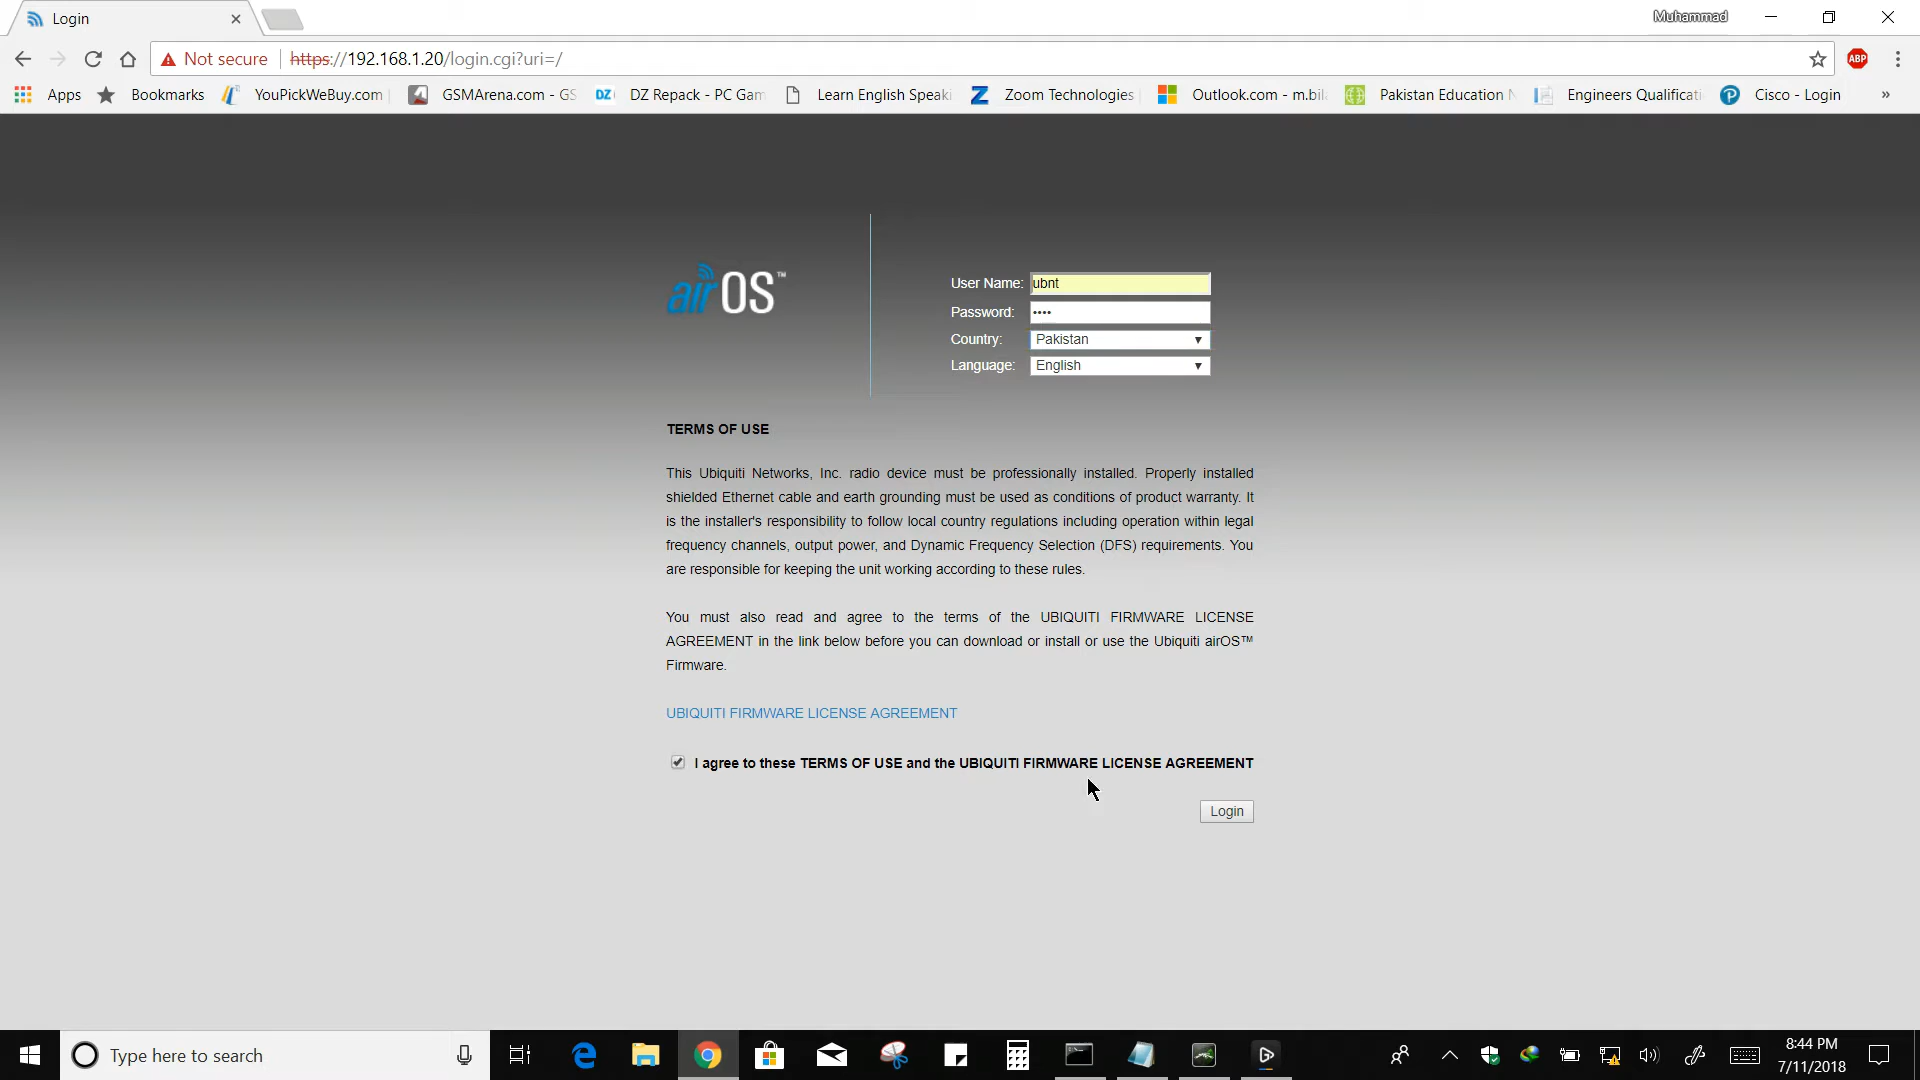 Login
Muhammad
Not secure
https://192.168.1.20/login.cgi?uri=/
ABP
Apps
Bookmarks
YouPickWeBuy.com
GSMArena.com - GS
DZ
DZ Repack - PC Gam
Learn English Speaki
Z
Zoom Technologies
Outlook.com - m.bil
Pakistan Education N
Engineers Qualificati
Cisco - Login
»
airOS™
User Name:
ubnt
Password:
••••
Country:
Pakistan
Language:
English
TERMS OF USE
This Ubiquiti Networks, Inc. radio device must be professionally installed. Properly installed
shielded Ethernet cable and earth grounding must be used as conditions of product warranty. It
is the installer's responsibility to follow local country regulations including operation within legal
frequency channels, output power, and Dynamic Frequency Selection (DFS) requirements. You
are responsible for keeping the unit working according to these rules.
You must also read and agree to the terms of the UBIQUITI FIRMWARE LICENSE
AGREEMENT in the link below before you can download or install or use the Ubiquiti airOS™
Firmware.
UBIQUITI FIRMWARE LICENSE AGREEMENT
I agree to these TERMS OF USE and the UBIQUITI FIRMWARE LICENSE AGREEMENT
Login
Type here to search
8:44 PM
7/11/2018